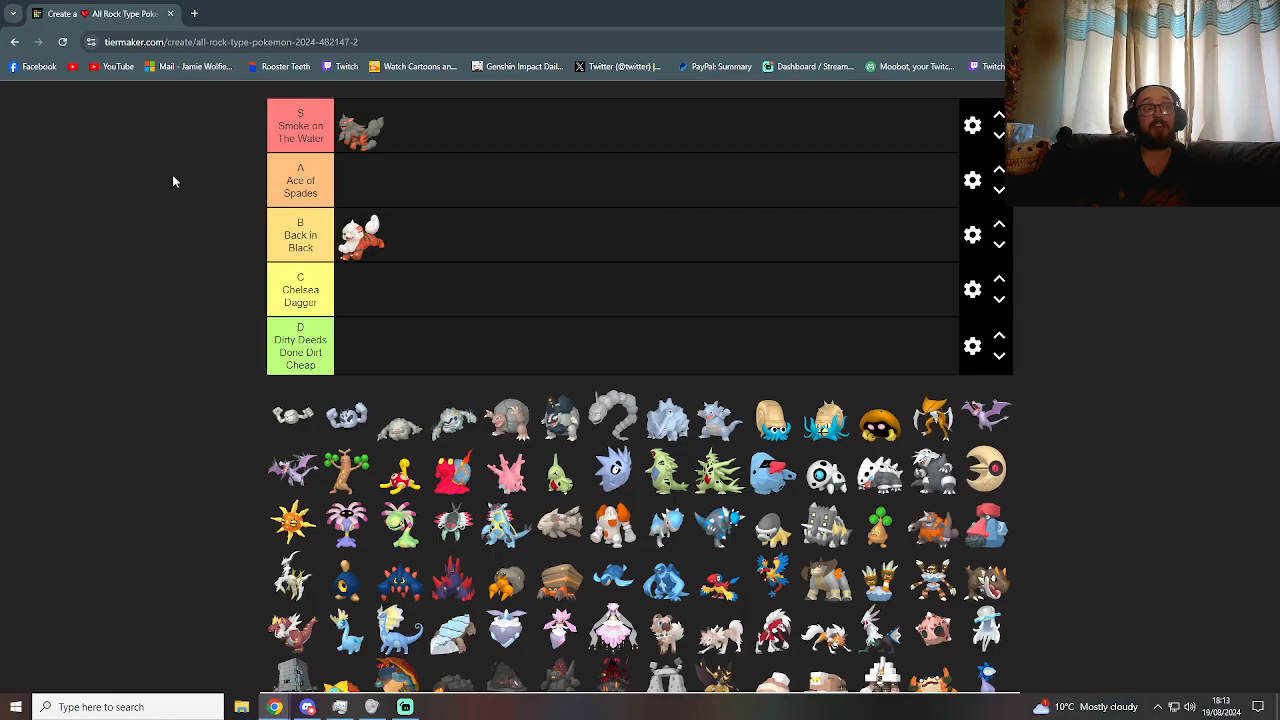 Create a ❤ All Rock Type Poke
tiermaker.com/create/all-rock-type-pokemon-2024-482147-2
Facebook
YouTube
Mail - Jamie Wolfie...
Rooster Teeth
Twitch
Watch Cartoons an...
Genshin Impact Dail...
Twitter (@twitter) |...
PayPal: Summary
Dashboard / Stream...
Moobot, your Twitc...
Twitch
S
Smoke on
The Water
A
Ace of
Spades
B
Back in
Black
C
Chelsea
Dagger
D
Dirty Deeds
Done Dirt
Cheap
Type here to search
10°C Mostly cloudy
18:13
19/08/2024